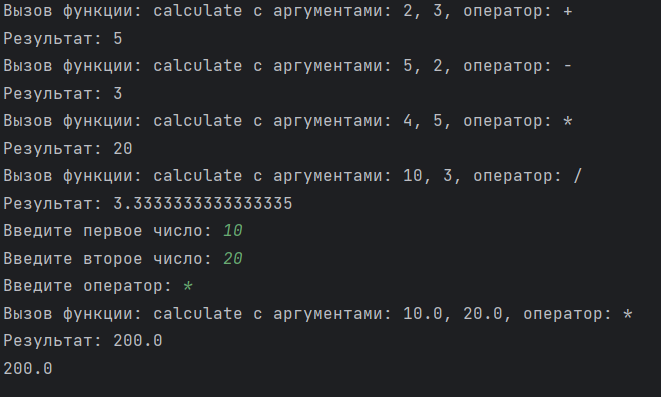 Вызов функции: calculate с аргументами: 2, 3, оператор: +
Результат: 5
Вызов функции: calculate с аргументами: 5, 2, оператор: -
Результат: 3
Вызов функции: calculate с аргументами: 4, 5, оператор: *
Результат: 20
Вызов функции: calculate с аргументами: 10, 3, оператор: /
Результат: 3.3333333333333335
Введите первое число: 10
Введите второе число: 20
Введите оператор: *
Вызов функции: calculate с аргументами: 10.0, 20.0, оператор: *
Результат: 200.0
200.0